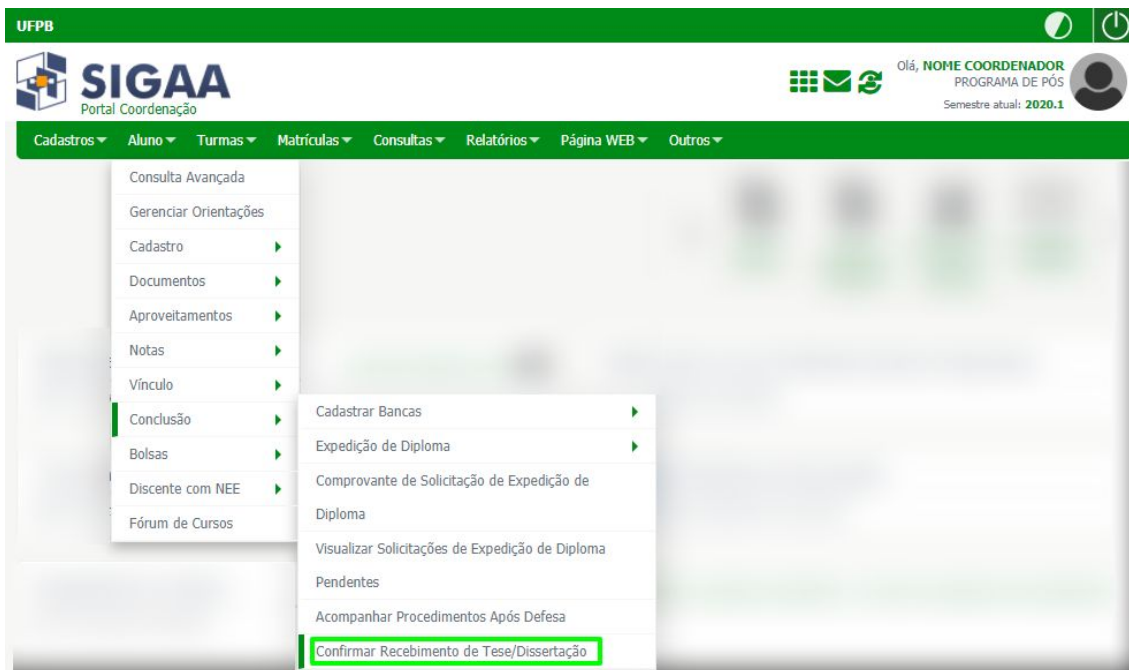 UFPB
SIGAA
Portal Coordenação
Olá, NOME COORDENADOR
PROGRAMA DE PÓS
Semestre atual: 2020.1
Cadastros Aluno Turmas Matrículas Consultas Relatórios Página WEB Outros
Consulta Avançada
Gerenciar Orientações
Cadastro
Documentos
Aproveitamentos
Notas
Vínculo
Conclusão
Bolsas
Discente com NEE
Fórum de Cursos
Cadastrar Bancas
Expedição de Diploma
Comprovante de Solicitação de Expedição de
Diploma
Visualizar Solicitações de Expedição de Diploma
Pendentes
Acompanhar Procedimentos Após Defesa
Confirmar Recebimento de Tese/Dissertação